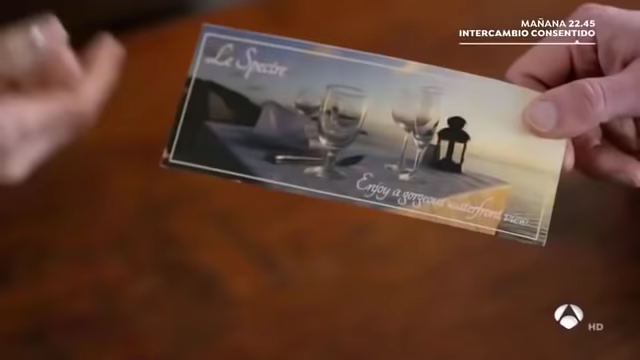 MAÑANA 22.45
INTERCAMBIO CONSENTIDO
Le Spectre
Enjoy a gorgeous waterfront view...
HD